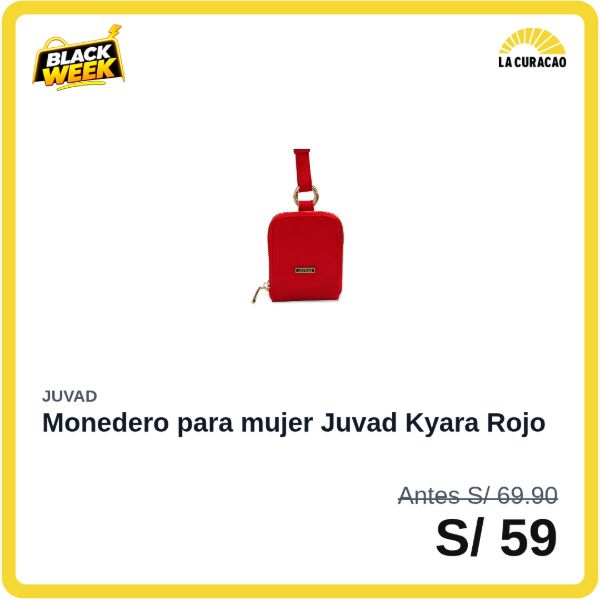 BLACK
WEEK
LA CURACAO
JUVAD
JUVAD
Monedero para mujer Juvad Kyara Rojo
Antes S/ 69.90
S/ 59